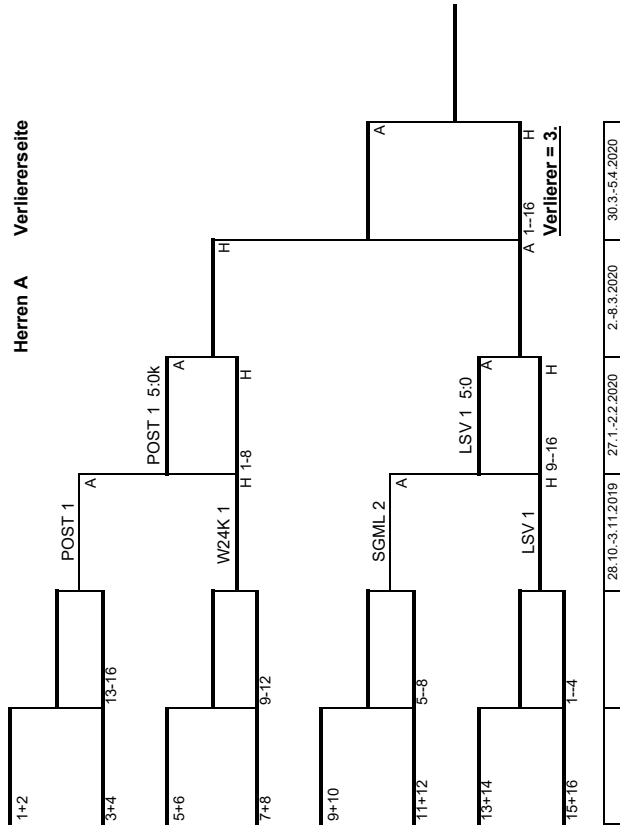 Herren A Verliererseite
1+2
3+4
13-16
POST 1
A
5+6
7+8
9-12
W24K 1
H
POST 1 5:0k
A
1-8
H
9+10
11+12
5--8
SGML 2
A
13+14
15+16
1--4
LSV 1
H
LSV 1 5:0
A
9--16
H
H
A
1--16
A
H
Verlierer = 3.
28.10.-3.11.2019
27.1.-2.2.2020
2.-8.3.2020
30.3.-5.4.2020